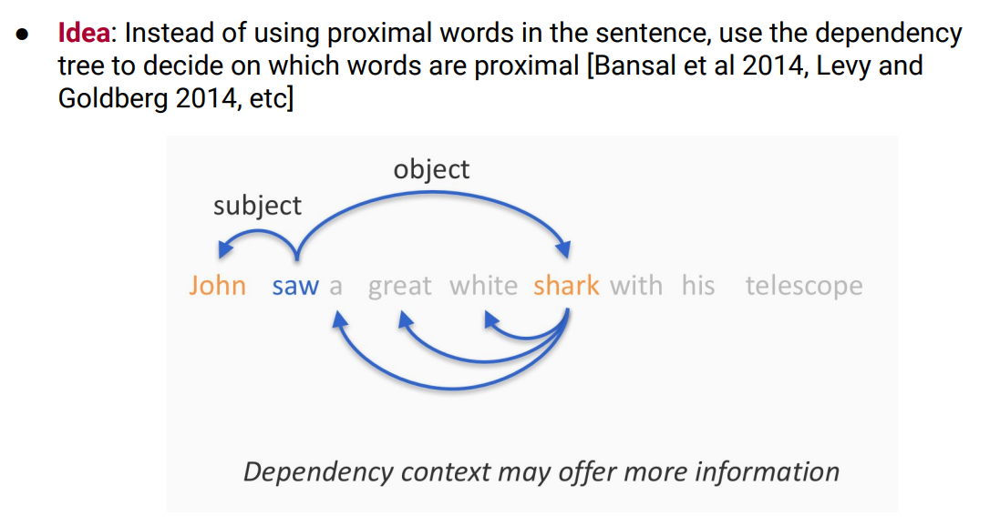 ● Idea: Instead of using proximal words in the sentence, use the dependency
tree to decide on which words are proximal [Bansal et al 2014, Levy and
Goldberg 2014, etc]
object
subject
John saw a great white shark with his telescope
Dependency context may offer more information